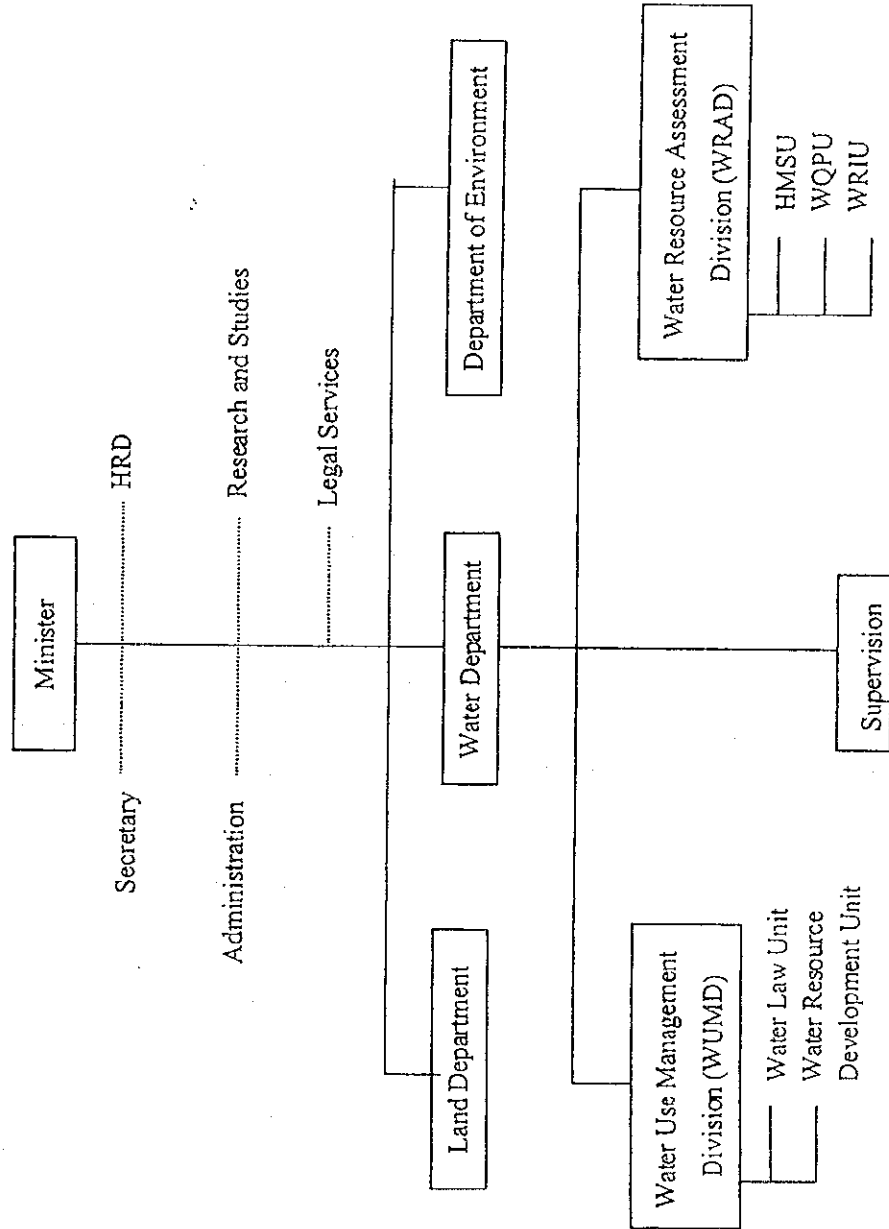 Minister
Secretary
HRD
Administration
Research and Studies
Legal Services
Land Department
Water Department
Department of Environment
Water Use Management
Division (WUMD)
Water Law Unit
Water Resource
Development Unit
Supervision
Water Resource Assessment
Division (WRAD)
HMSU
WQPU
WRIU